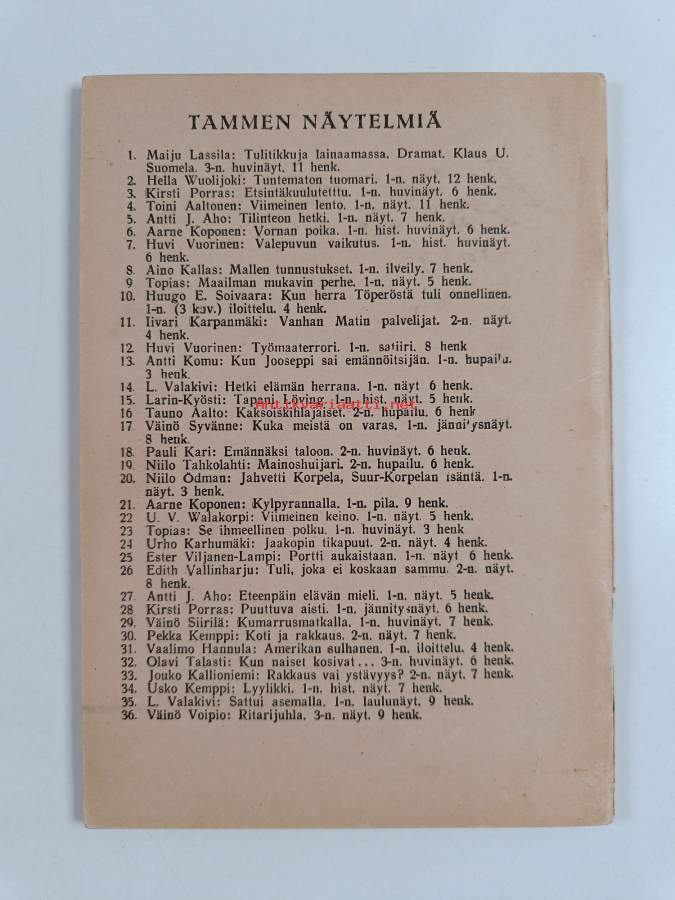 TAMMEN NÄYTELMIÄ
1. Maiju Lassila: Tulitikkuja lainaamassa. Dramat. Klaus U.
Suomela. 3-n. huvinäyt. 11 henk.
2. Hella Wuolijoki: Tuntematon tuomari. 1-n. näyt. 12 henk.
3. Kirsti Porras: Etsintäkuulutetttu. 1-n. huvinäyt. 6 henk.
4. Toini Aaltonen: Viimeinen lento. 1-n. näyt. 11 henk.
5. Antti J. Aho: Tilinteon hetki. 1-n. näyt. 7 henk.
6. Aarne Koponen: Vornan poika. 1-n. hist. huvinäyt. 6 henk.
7. Huvi Vuorinen: Valepuvun vaikutus. 1-n. hist. huvinäyt.
6 henk.
8. Aino Kallas: Mallen tunnustukset. 1-n. ilveily. 7 henk.
9 Topias: Maailman mukavin perhe. 1-n. näyt. 5 henk.
10. Huugo E. Soivaara: Kun herra Töperöstä tuli onnellinen.
1-n. (3 kuv.) iloittelu. 4 henk.
11. Iivari Karpanmäki: Vanhan Matin palvelijat. 2-n. näyt.
4 henk.
12. Huvi Vuorinen: Työmaaterrori. 1-n. satiiri. 8 henk
13. Antti Komu: Kun Jooseppi sai emännöitsijän. 1-n. hupailu.
3 henk.
14. L. Valakivi: Hetki elämän herrana. 1-n. näyt 6 henk.
15. Larin-Kyösti: Tapani Löving. 1-n. hist. näyt. 5 henk.
antikvariaatti.net
16 Tauno Aalto: Kaksoiskihlajaiset. 2-n. hupailu. 6 henk
17. Väinö Syvänne: Kuka meistä on varas. 1-n. jännitysnäyt.
8 henk.
18. Pauli Kari: Emännäksi taloon. 2-n. huvinäyt. 6 henk.
19. Niilo Tahkolahti: Mainoshuijari. 2-n. hupailu. 6 henk.
20. Niilo Ödman: Jahvetti Korpela, Suur-Korpelan isäntä. 1-n.
näyt. 3 henk.
21. Aarne Koponen: Kylpyrannalla. 1-n. pila. 9 henk.
22 U. V. Walakorpi: Viimeinen keino. 1-n. näyt. 5 henk.
23 Topias: Se ihmeellinen polku. 1-n. huvinäyt. 3 henk
24 Urho Karhumäki: Jaakopin tikapuut. 2-n. näyt. 4 henk.
25 Ester Viljanen-Lampi: Portti aukaistaan. 1-n. näyt 6 henk.
26 Edith Vallinharju: Tuli, joka ei koskaan sammu. 2-n. näyt.
8 henk.
27. Antti J. Aho: Eteenpäin elävän mieli. 1-n. näyt. 5 henk.
28 Kirsti Porras: Puuttuva aisti. 1-n. jännitysnäyt. 6 henk.
29. Väinö Siirilä: Kumarrusmatkalla. 1-n. huvinäyt. 7 henk.
30. Pekka Kemppi: Koti ja rakkaus. 2-n. näyt. 7 henk.
31. Vaalimo Hannula: Amerikan sulhanen. 1-n. iloittelu. 4 henk.
32. Olavi Talasti: Kun naiset kosivat... 3-n. huvinäyt. 6 henk.
33. Jouko Kallioniemi: Rakkaus vai ystävyys? 2-n. näyt. 7 henk.
34. Usko Kemppi: Lyylikki. 1-n. hist. näyt. 7 henk.
35. L. Valakivi: Sattui asemalla. 1-n. laulunäyt. 9 henk.
36. Väinö Voipio: Ritarijuhla. 3-n. näyt. 9 henk.